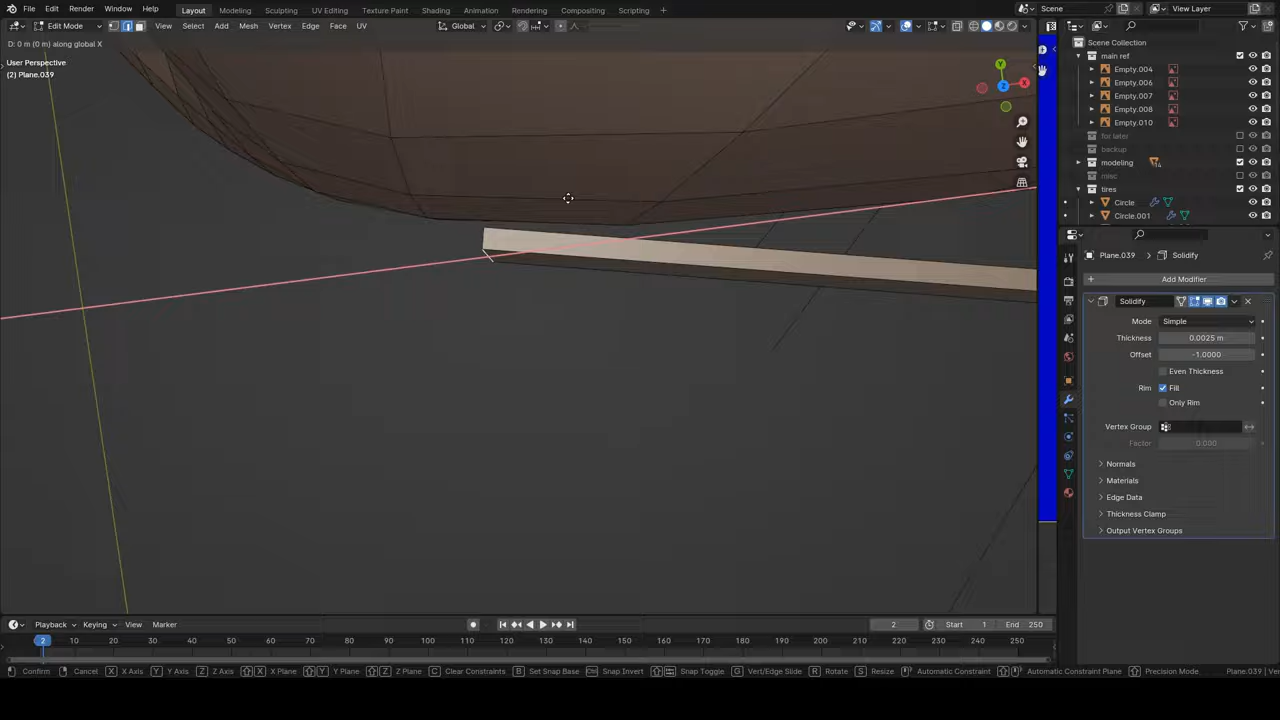 File Edit Render Window Help Layout Modeling Sculpting UV Editing Texture Paint Shading Animation Rendering Compositing Scripting Scene View Layer
Edit Mode View Select Add Mesh Vertex Edge Face UV Global
D: 0 m (0 m) along global X
User Perspective
(2) Plane.039
Y
X
Z
Scene Collection
main ref
Empty.004
Empty.006
Empty.007
Empty.008
Empty.010
for later
backup
modeling
misc
tires
Circle
Circle.001
Plane.039 Solidify
Add Modifier
Solidify
Mode Simple
Thickness 0.0025 m
Offset -1.0000
Even Thickness
Rim Fill
Only Rim
Vertex Group
Factor 0.000
Normals
Materials
Edge Data
Thickness Clamp
Output Vertex Groups
Playback Keying View Marker 2 Start 1 End 250
2 10 20 30 40 50 60 70 80 90 100 110 120 130 140 150 160 170 180 190 200 210 220 230 240 250
Confirm Cancel X X Axis Y Y Axis Z Z Axis X X Plane Y Y Plane Z Z Plane C Clear Constraints B Set Snap Base Snap Invert Snap Toggle G Vert/Edge Slide R Rotate S Resize Automatic Constraint Automatic Constraint Plane Precision Mode Plane.039